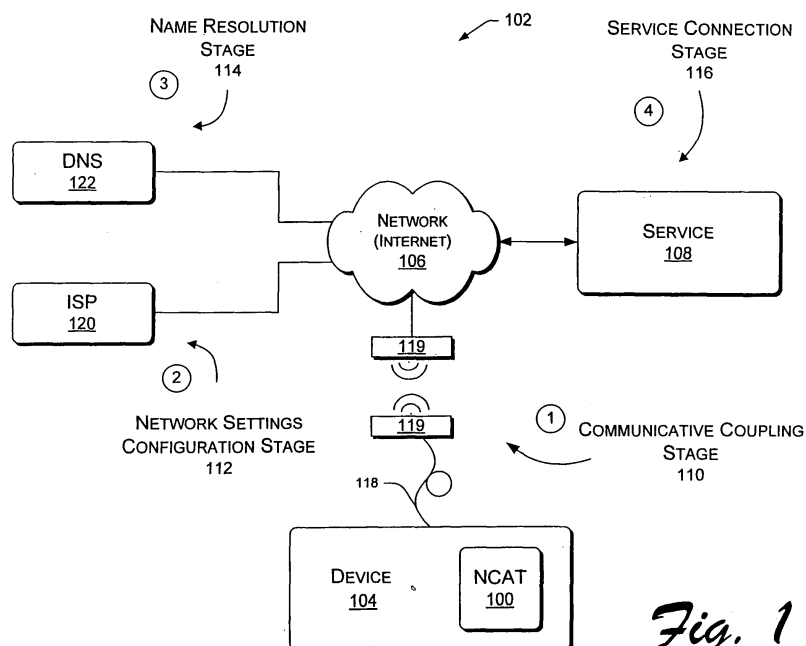 NAME RESOLUTION
STAGE
114
102
SERVICE CONNECTION
STAGE
116
3
4
DNS
122
NETWORK
(INTERNET)
106
SERVICE
108
ISP
120
119
2
119
1
NETWORK SETTINGS
CONFIGURATION STAGE
112
COMMUNICATIVE COUPLING
STAGE
110
118
DEVICE
104
NCAT
100
Fig. 1